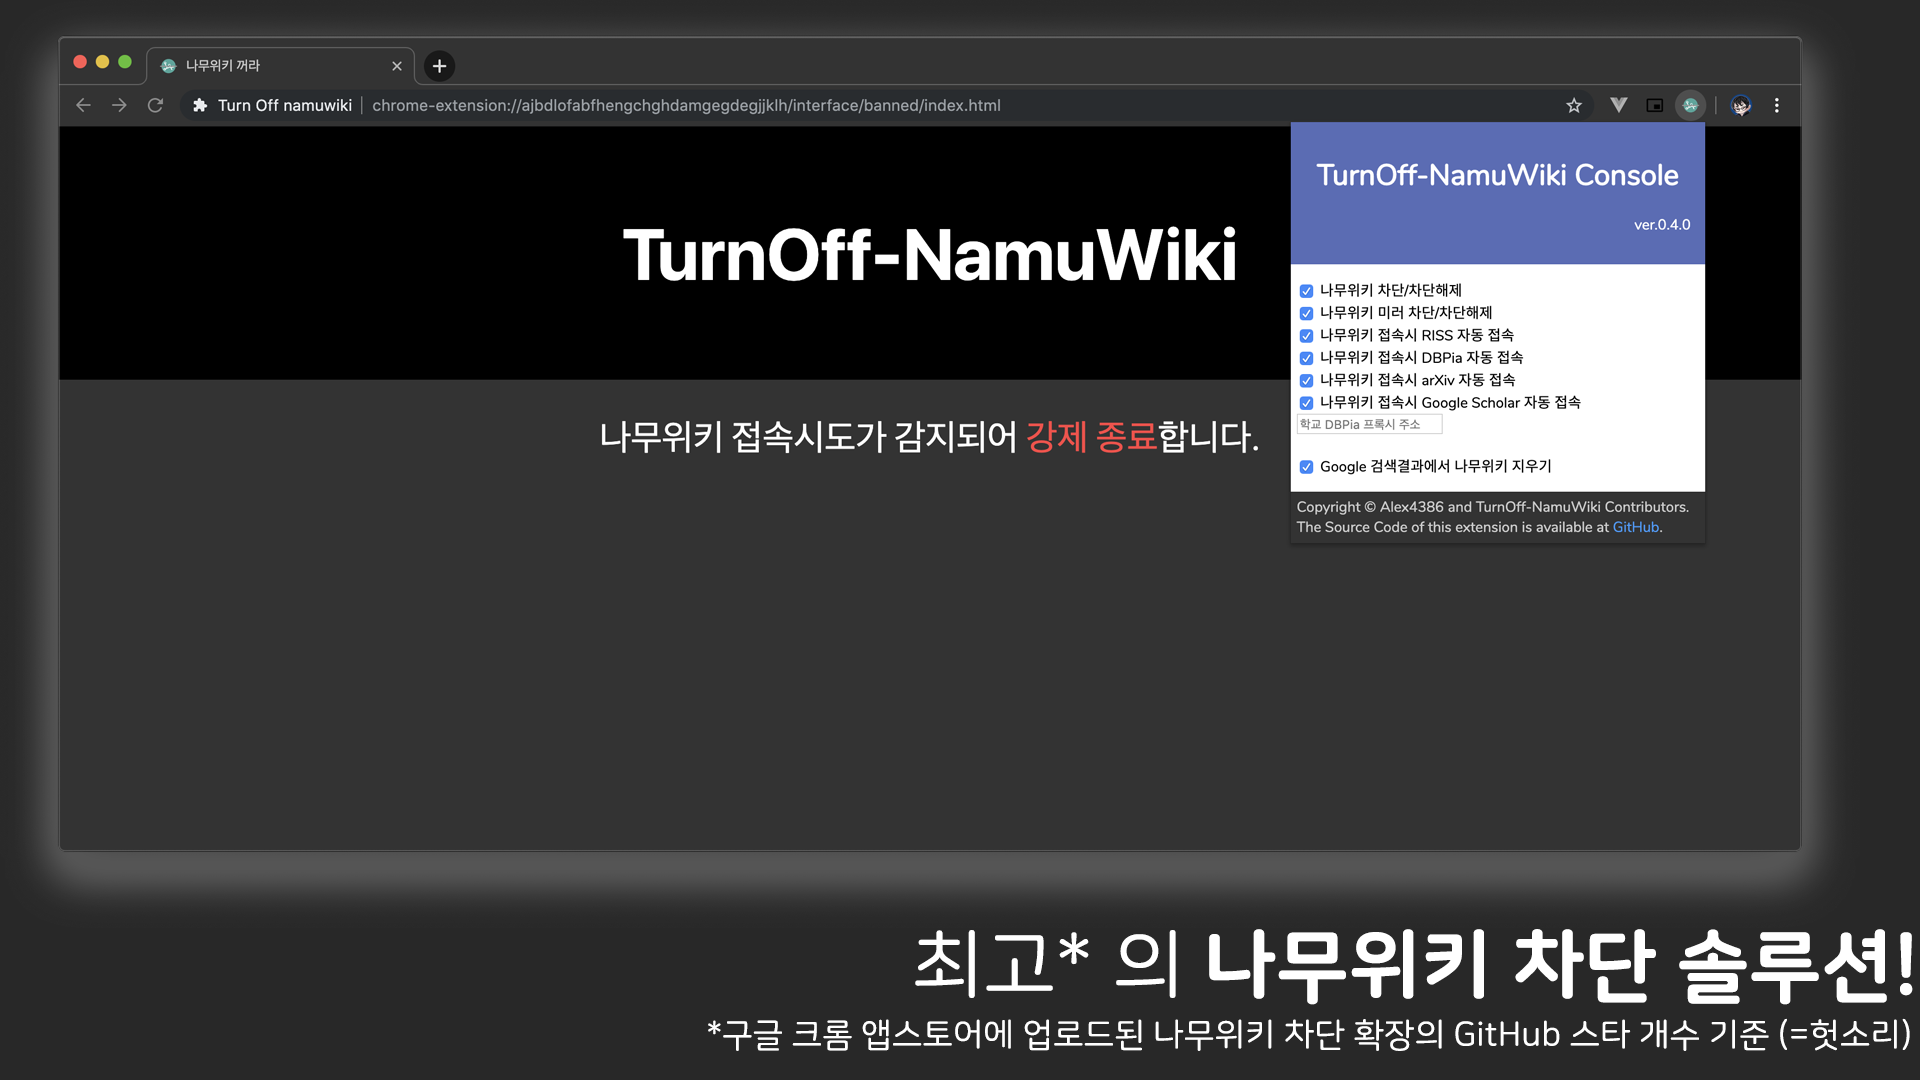 나무위키 꺼라
Turn Off namuwiki
chrome-extension://ajbdlofabfhengchghdamgegdegjjklh/interface/banned/index.html
TurnOff-NamuWiki
나무위키 접속시도가 감지되어 강제 종료합니다.
TurnOff-NamuWiki Console
ver.0.4.0
나무위키 차단/차단해제
나무위키 미러 차단/차단해제
나무위키 접속시 RISS 자동 접속
나무위키 접속시 DBPia 자동 접속
나무위키 접속시 arXiv 자동 접속
나무위키 접속시 Google Scholar 자동 접속
학교 DBPia 프록시 주소
Google 검색결과에서 나무위키 지우기
Copyright © Alex4386 and TurnOff-NamuWiki Contributors.
The Source Code of this extension is available at GitHub.
최고* 의 나무위키 차단 솔루션!
*구글 크롬 앱스토어에 업로드된 나무위키 차단 확장의 GitHub 스타 개수 기준 (=헛소리)